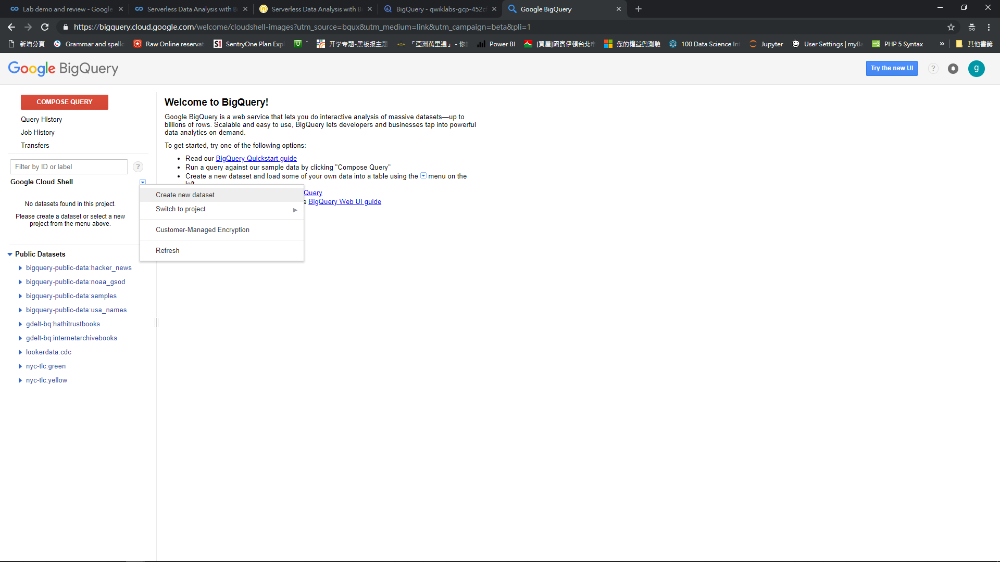 Lab demo and review - Google
Serverless Data Analysis with Bi
Serverless Data Analysis with Bi
BigQuery - qwiklabs-gcp-452c
Google BigQuery
https://bigquery.cloud.google.com/welcome/cloudshell-images?utm_source=bqux&utm_medium=link&utm_campaign=beta&pli=1
新增分頁
Grammar and spell
Raw Online reservat
S1 SentryOne Plan Expl
U `
开学专题-黑板报主题
「亞洲萬里通」 - 你
Power BI
[買屋]國賓伊頓台北市
您的權益與測驗
100 Data Science Int
Jupyter
User Settings | myBa
w3 PHP 5 Syntax
»
其他書籤
Google BigQuery
Try the new UI
?
g
COMPOSE QUERY
Query History
Job History
Transfers
Filter by ID or label
?
Google Cloud Shell
No datasets found in this project.
Please create a dataset or select a new
project from the menu above.
Public Datasets
bigquery-public-data:hacker_news
bigquery-public-data:noaa_gsod
bigquery-public-data:samples
bigquery-public-data:usa_names
gdelt-bq:hathitrustbooks
gdelt-bq:internetarchivebooks
lookerdata:cdc
nyc-tlc:green
nyc-tlc:yellow
Create new dataset
Switch to project
Customer-Managed Encryption
Refresh
Welcome to BigQuery!
Google BigQuery is a web service that lets you do interactive analysis of massive datasets—up to
billions of rows. Scalable and easy to use, BigQuery lets developers and businesses tap into powerful
data analytics on demand.
To get started, try one of the following options:
• Read our BigQuery Quickstart guide
• Run a query against our sample data by clicking "Compose Query"
• Create a new dataset and load some of your own data into a table using the menu on the
left
Query
e BigQuery Web UI guide